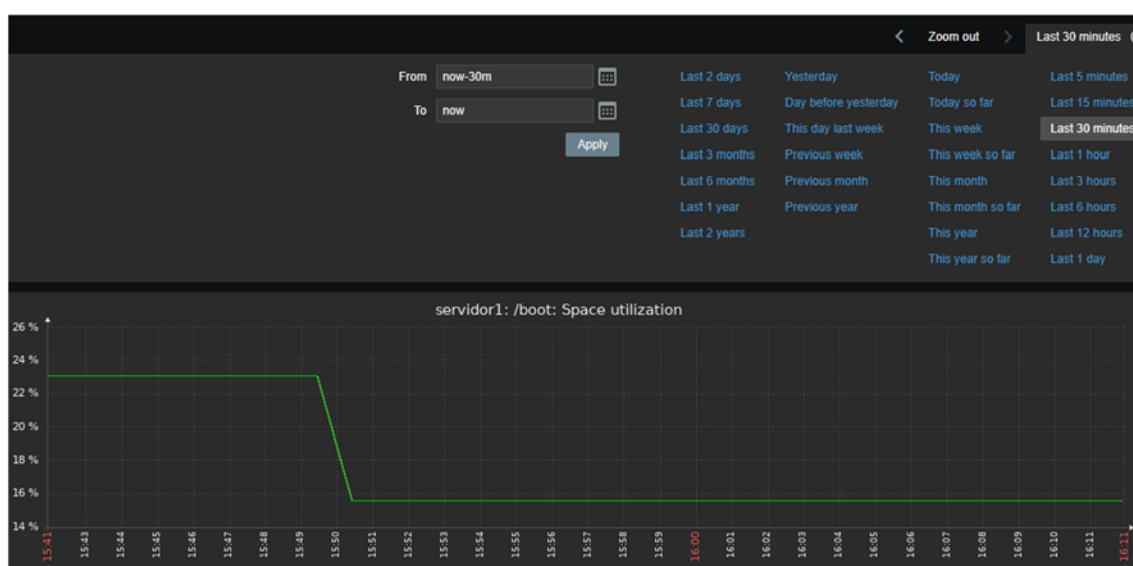 Zoom out Last 30 minutes (
From now-30m
To now
Apply
Last 2 days Yesterday Today Last 5 minutes
Last 7 days Day before yesterday Today so far Last 15 minutes
Last 30 days This day last week This week Last 30 minutes
Last 3 months Previous week This week so far Last 1 hour
Last 6 months Previous month This month Last 3 hours
Last 1 year Previous year This month so far Last 6 hours
Last 2 years This year Last 12 hours
This year so far Last 1 day
servidor1: /boot: Space utilization
26 %
24 %
22 %
20 %
18 %
16 %
14 %
15:41 15:43 15:44 15:46 15:47 15:48 15:49 15:50 15:51 15:52 15:53 15:54 15:55 15:56 15:57 15:58 15:59 16:00 16:01 16:02 16:03 16:04 16:05 16:06 16:07 16:08 16:09 16:10 16:11 16:11